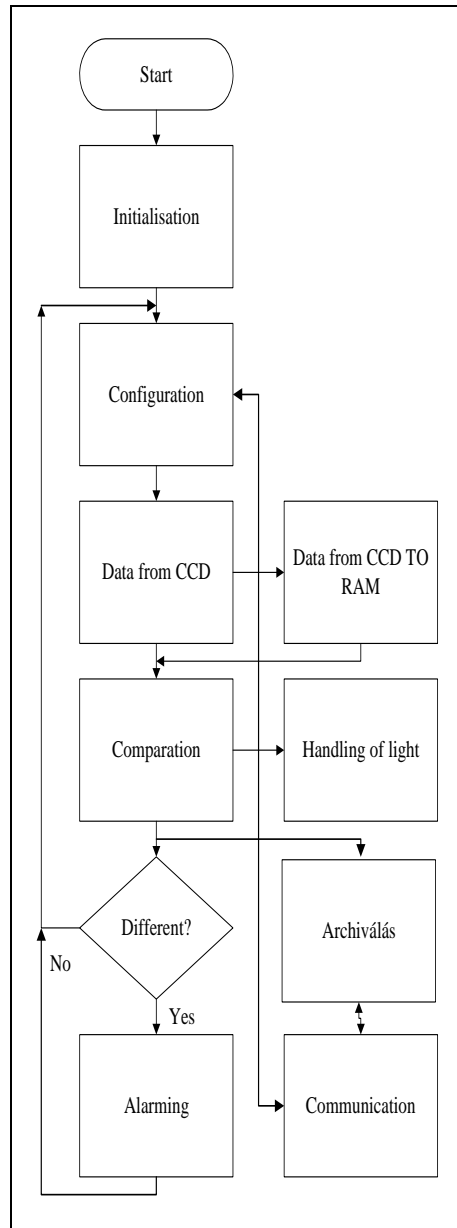 Start
Initialisation
Configuration
Data from CCD
Data from CCD TO
RAM
Comparation
Handling of light
Different?
Archiválás
No
Yes
Alarming
Communication